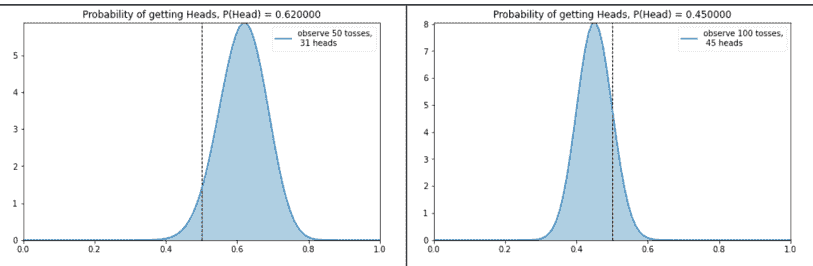 Probability of getting Heads, P(Head) = 0.620000
observe 50 tosses,
31 heads
5
4
3
2
1
0
0.0 0.2 0.4 0.6 0.8 1.0
Probability of getting Heads, P(Head) = 0.450000
observe 100 tosses,
45 heads
8
7
6
5
4
3
2
1
0
0.0 0.2 0.4 0.6 0.8 1.0